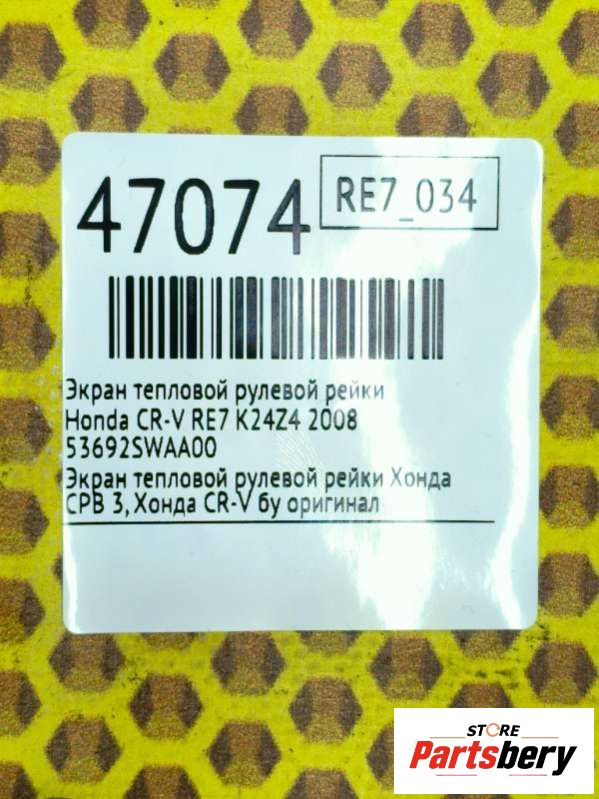 47074
RE7_034
Экран тепловой рулевой рейки
Honda CR-V RE7 K24Z4 2008
53692SWAA00
Экран тепловой рулевой рейки Хонда
СРВ 3, Хонда CR-V бу оригинал
STORE
Partsbery